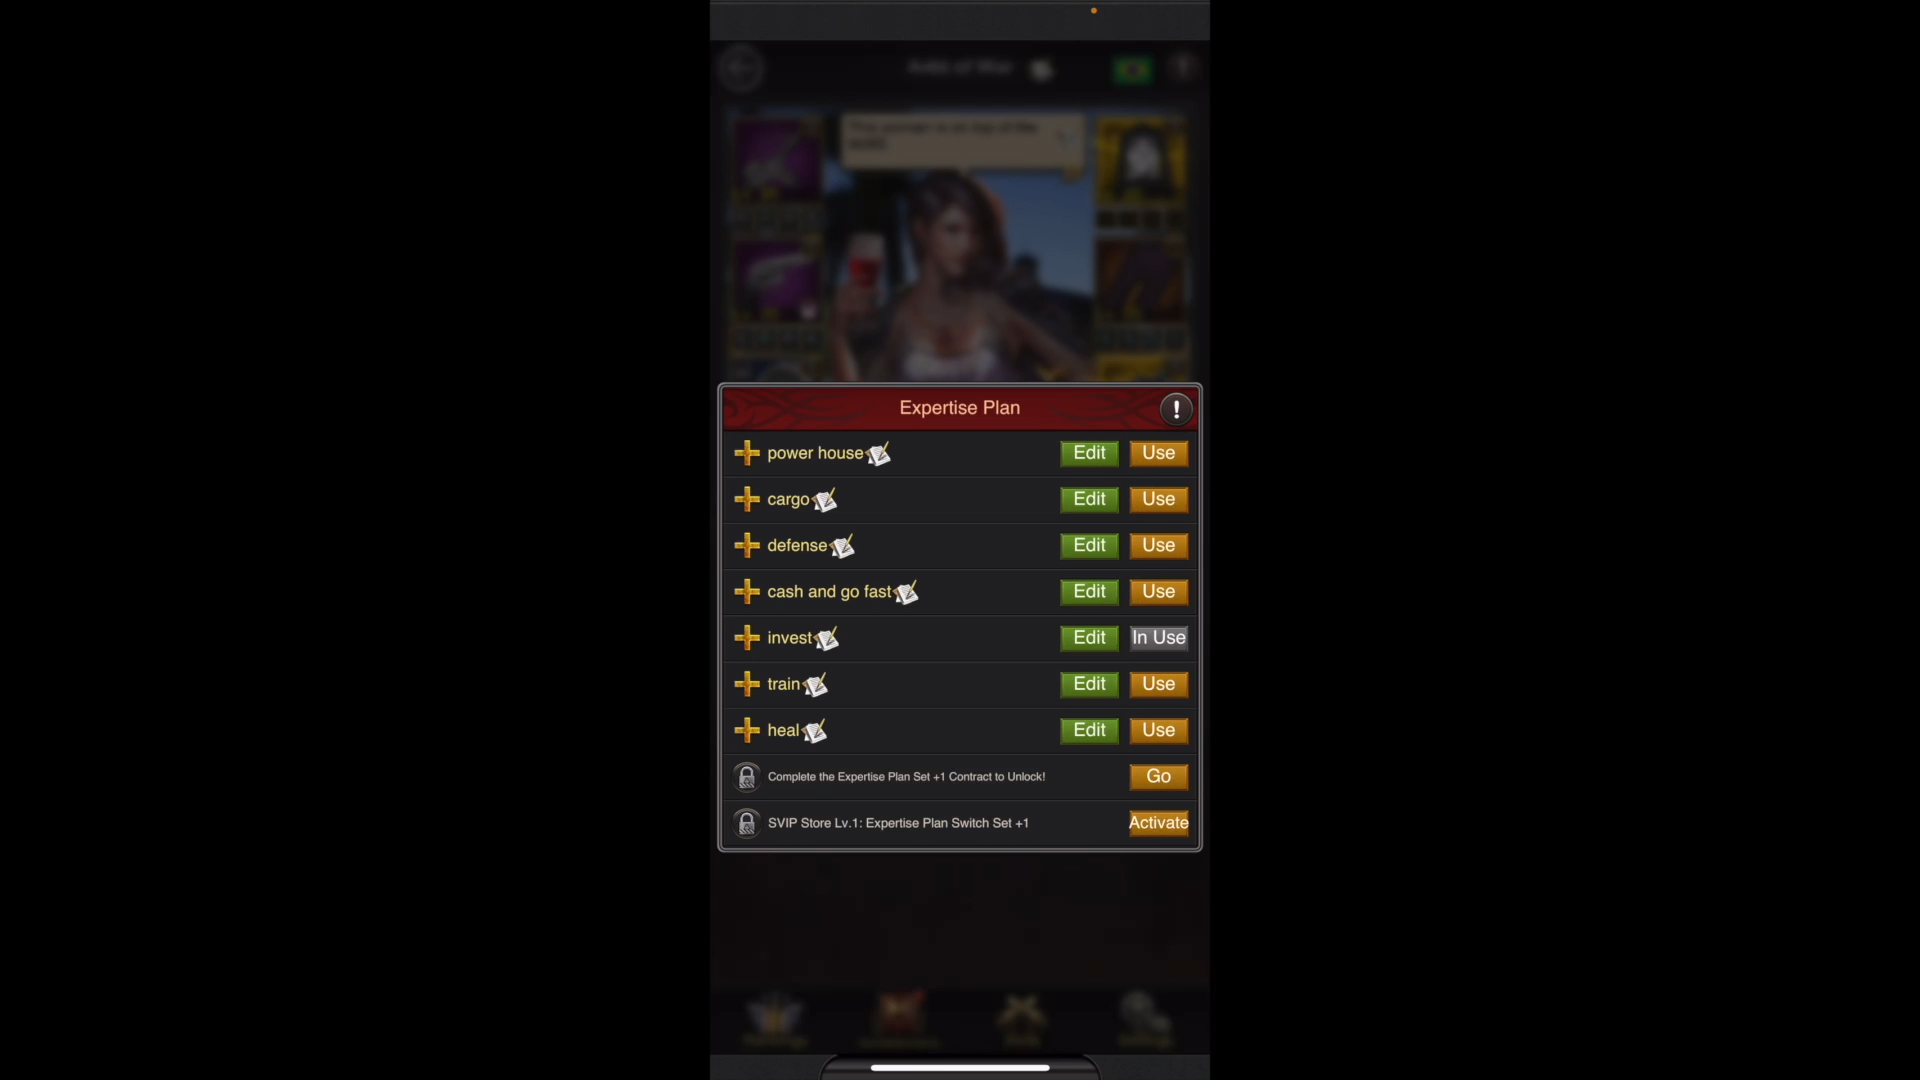 Expertise Plan
power house Edit Use
cargo Edit Use
defense Edit Use
cash and go fast Edit Use
invest Edit In Use
train Edit Use
heal Edit Use
Complete the Expertise Plan Set +1 Contract to Unlock! Go
SVIP Store Lv.1: Expertise Plan Switch Set +1 Activate